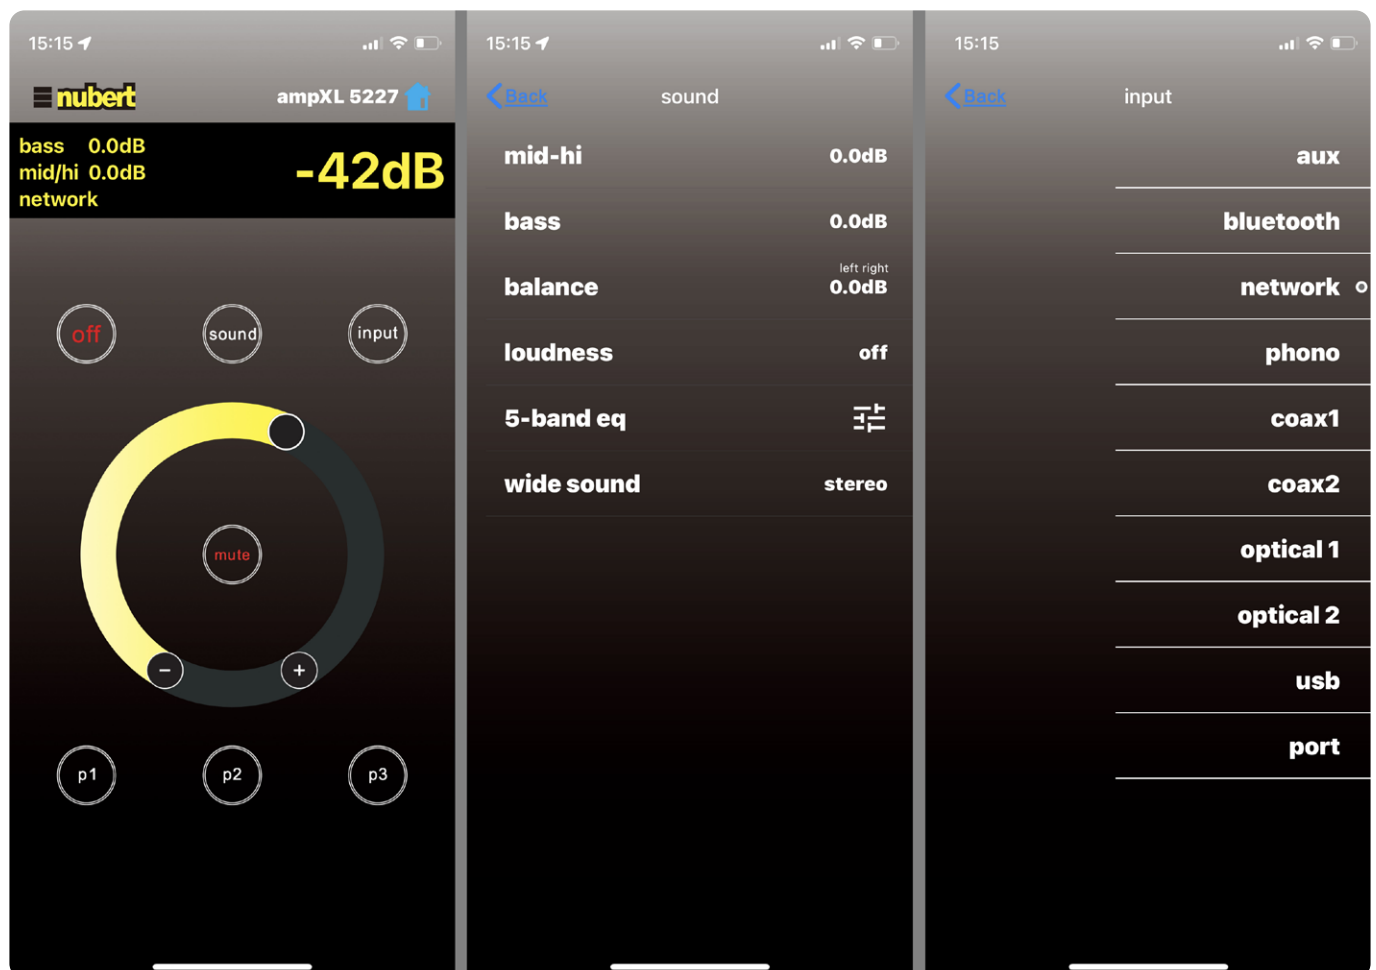 15:15
nubert
ampXL 5227
bass 0.0dB
mid/hi 0.0dB
network
-42dB
off
sound
input
mute
−
+
p1
p2
p3
15:15
Back
sound
mid-hi 0.0dB
bass 0.0dB
left right
balance 0.0dB
loudness off
5-band eq
wide sound stereo
15:15
Back
input
aux
bluetooth
network
phono
coax1
coax2
optical 1
optical 2
usb
port